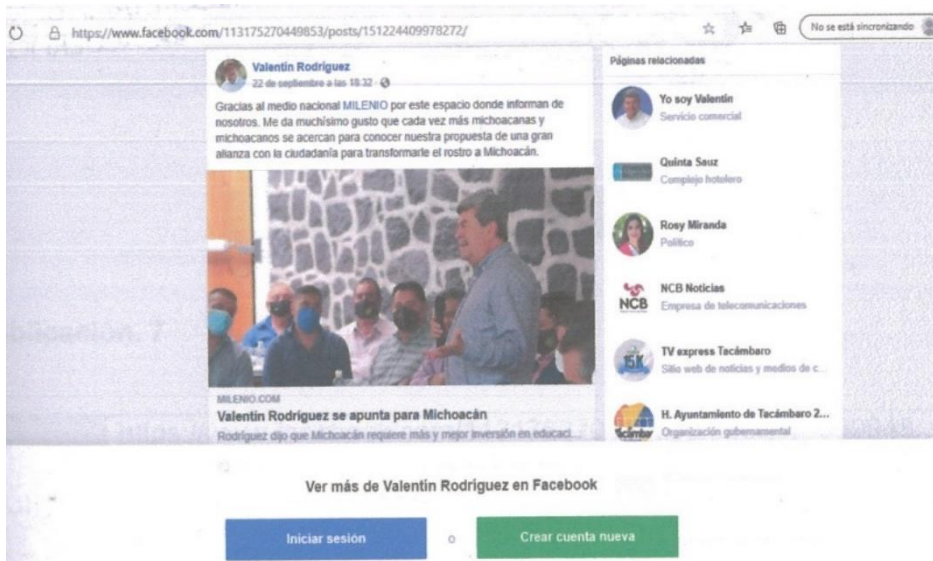 https://www.facebook.com/113175270449853/posts/151224409978272/
No se está sincronizando
Valentín Rodríguez
22 de septiembre a las 18:32
Gracias al medio nacional MILENIO por este espacio donde informan de
nosotros. Me da muchísimo gusto que cada vez más michoacanas y
michoacanos se acercan para conocer nuestra propuesta de una gran
alianza con la ciudadanía para transformarle el rostro a Michoacán.
MILENIO.COM
Valentín Rodríguez se apunta para Michoacán
Rodríguez dijo que Michoacán requiere más y mejor inversión en educaci...
Páginas relacionadas
Yo soy Valentín
Servicio comercial
Quinta Sauz
Complejo hotelero
Rosy Miranda
Político
NCB
NCB Noticias
Empresa de telecomunicaciones
15K
TV express Tacámbaro
Sitio web de noticias y medios de c...
Tacámbaro
H. Ayuntamiento de Tacámbaro 2...
Organización gubernamental
Ver más de Valentín Rodríguez en Facebook
Iniciar sesión
o
Crear cuenta nueva